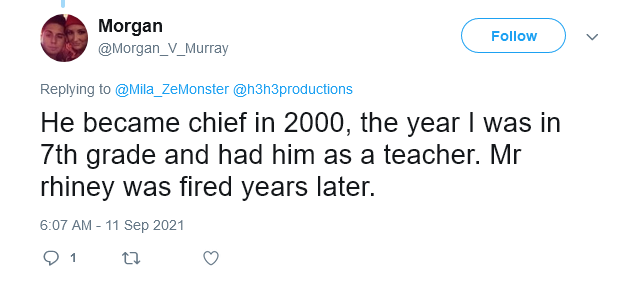 Morgan
@Morgan_V_Murray
Follow
Replying to @Mila_ZeMonster @h3h3productions
He became chief in 2000, the year I was in
7th grade and had him as a teacher. Mr
rhiney was fired years later.
6:07 AM - 11 Sep 2021
1